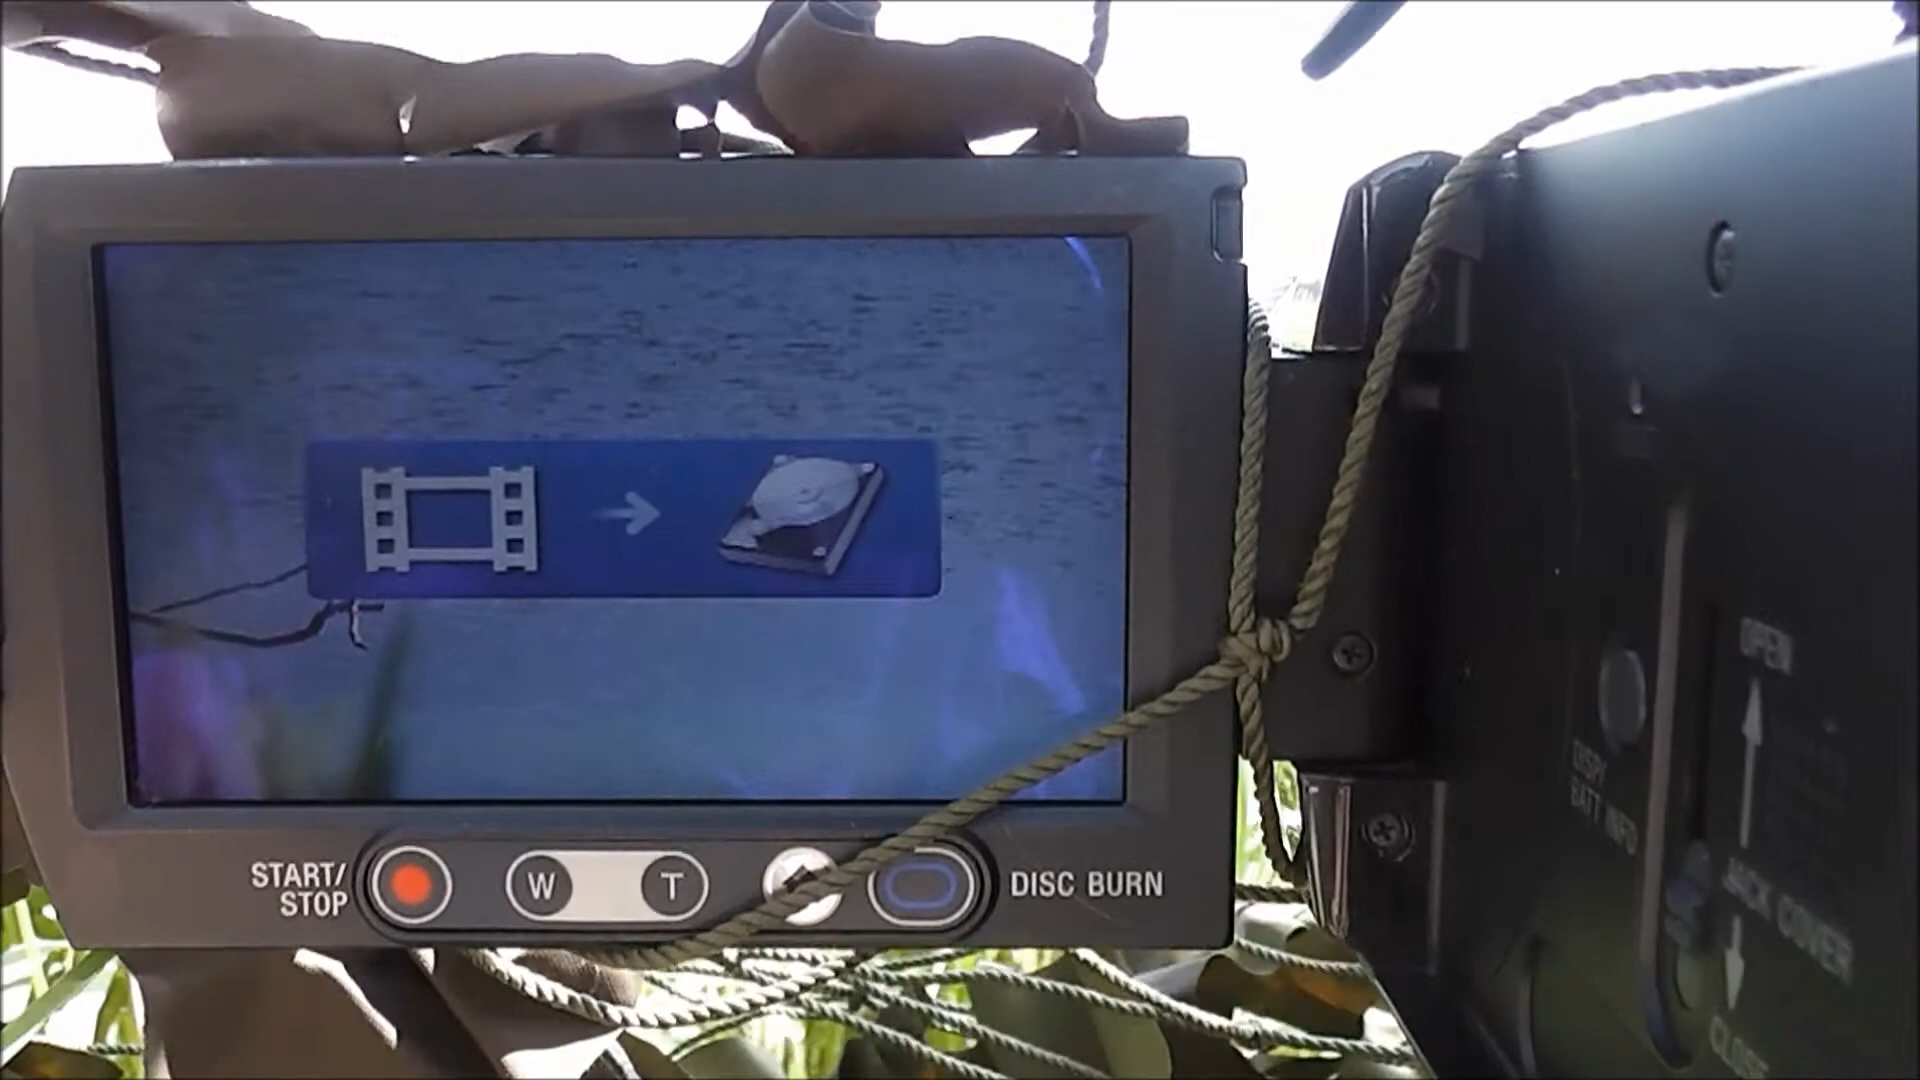 START/
STOP
W
T
DISC BURN
OPEN
DISP/
BATT INFO
JACK COVER
CLOSE